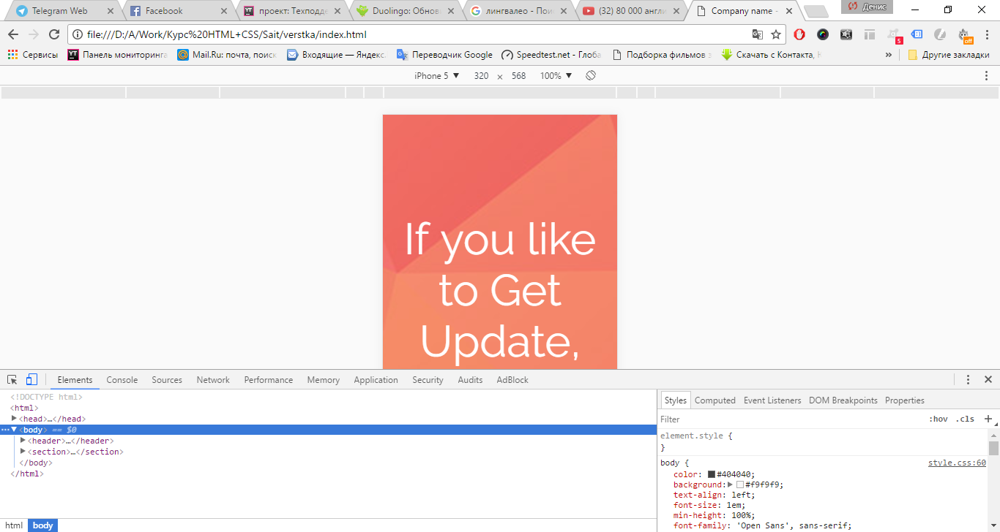 Telegram Web
Facebook
проект: Техподде
Duolingo: Обнов
лингвалео - Пои
(32) 80 000 англи
Company name -
Денис
file:///D:/A/Work/Курс%20HTML+CSS/Sait/verstka/index.html
5
off
Сервисы
Панель мониторинга
Mail.Ru: почта, поиск
Входящие — Яндекс.
Переводчик Google
Speedtest.net - Глоба
Подборка фильмов
Скачать с Контакта,
»
Другие закладки
iPhone 5 ▼ 320 × 568 100% ▼
If you like
to Get
Update,
Elements Console Sources Network Performance Memory Application Security Audits AdBlock
<!DOCTYPE html>
<html>
▶<head>…</head>
…▼<body> == $0
▶<header>…</header>
▶<section>…</section>
</body>
</html>
html body
Styles Computed Event Listeners DOM Breakpoints Properties
Filter :hov .cls +
element.style {
}
body { style.css:60
color: #404040;
background:▶ #f9f9f9;
text-align: left;
font-size: 1em;
min-height: 100%;
font-family: 'Open Sans', sans-serif;